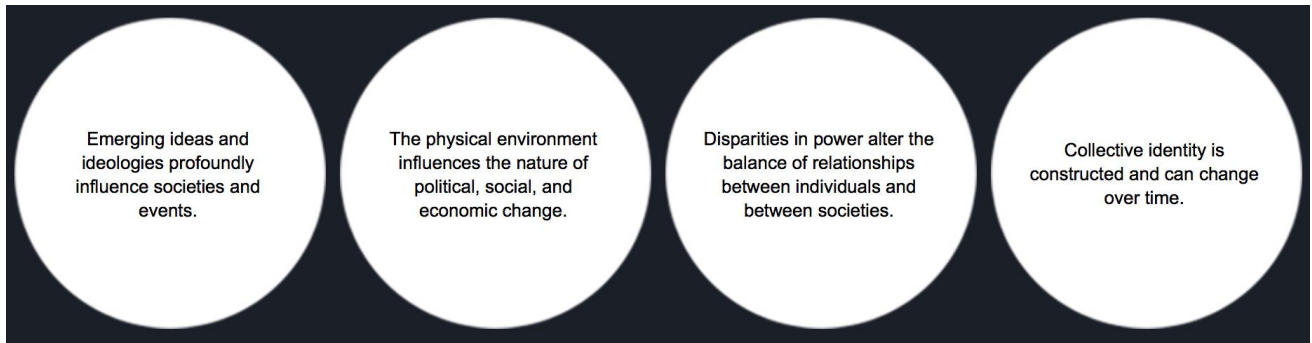 Emerging ideas and
ideologies profoundly
influence societies and
events.
The physical environment
influences the nature of
political, social, and
economic change.
Disparities in power alter the
balance of relationships
between individuals and
between societies.
Collective identity is
constructed and can change
over time.